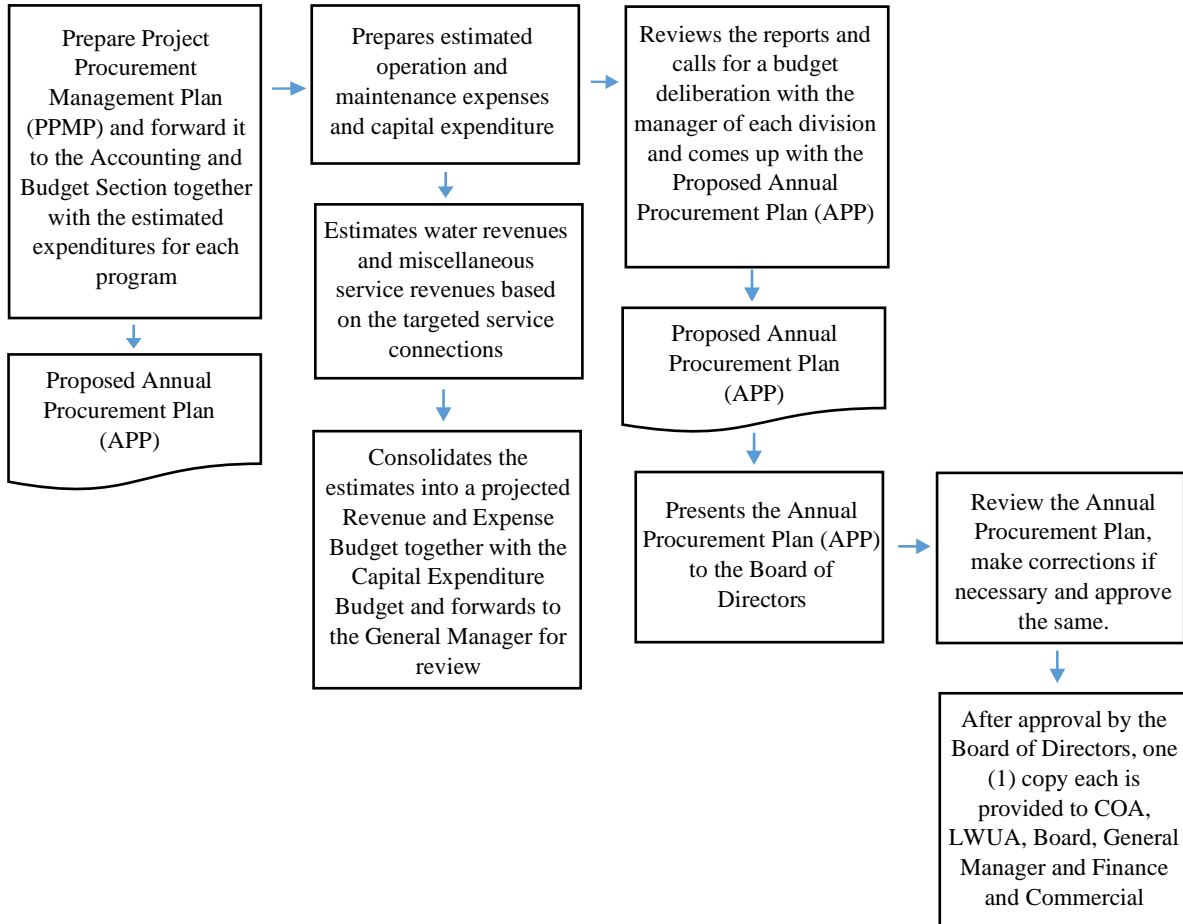 Prepare Project
Procurement
Management Plan
(PPMP) and forward it
to the Accounting and
Budget Section together
with the estimated
expenditures for each
program
Proposed Annual
Procurement Plan
(APP)
Prepares estimated
operation and
maintenance expenses
and capital expenditure
Estimates water revenues
and miscellaneous
service revenues based
on the targeted service
connections
Consolidates the
estimates into a projected
Revenue and Expense
Budget together with the
Capital Expenditure
Budget and forwards to
the General Manager for
review
Reviews the reports and
calls for a budget
deliberation with the
manager of each division
and comes up with the
Proposed Annual
Procurement Plan (APP)
Proposed Annual
Procurement Plan
(APP)
Presents the Annual
Procurement Plan (APP)
to the Board of
Directors
Review the Annual
Procurement Plan,
make corrections if
necessary and approve
the same.
After approval by the
Board of Directors, one
(1) copy each is
provided to COA,
LWUA, Board, General
Manager and Finance
and Commercial